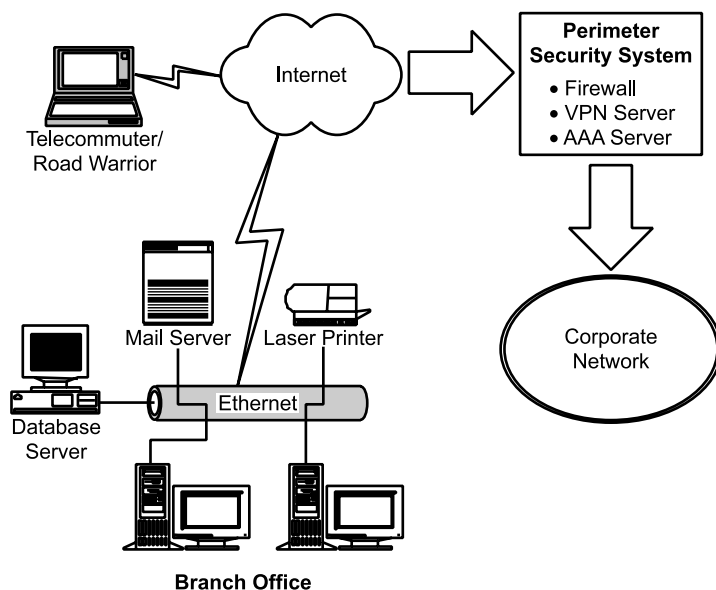 Perimeter
Security System
• Firewall
• VPN Server
• AAA Server
Internet
Telecommuter/
Road Warrior
Mail Server
Laser Printer
Corporate
Network
Ethernet
Database
Server
Branch Office